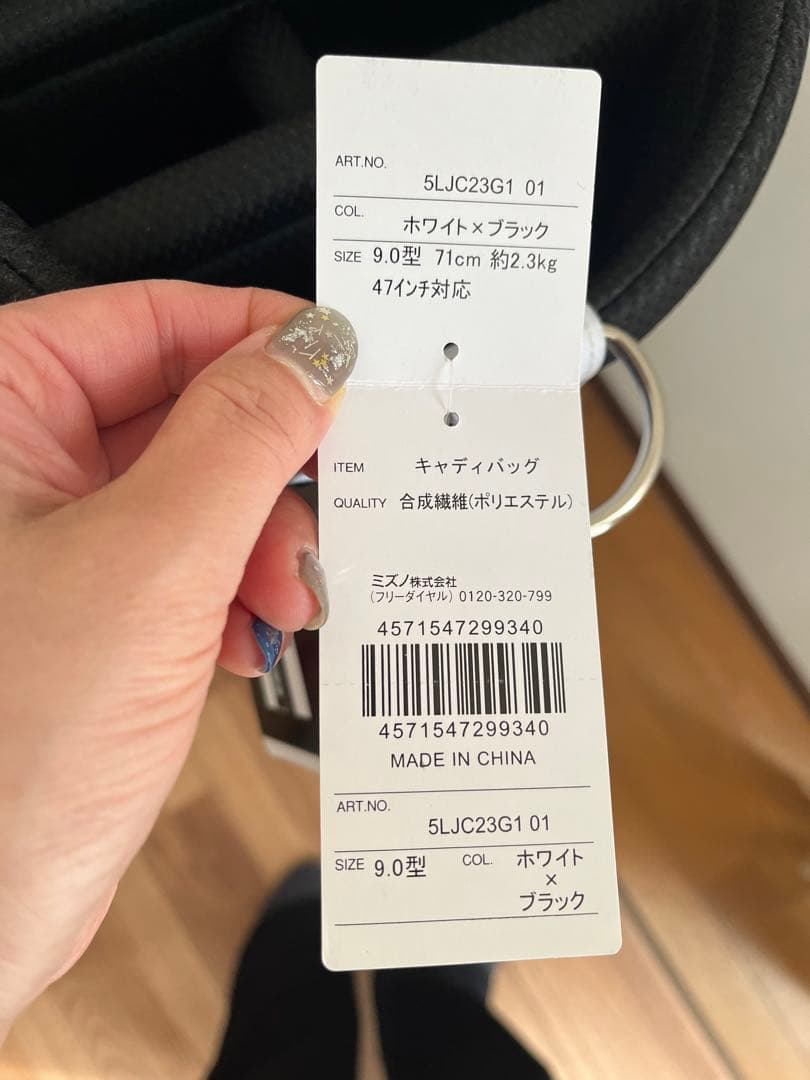 ART.NO.
5LJC23G1 01
COL.
ホワイト×ブラック
SIZE 9.0型 71cm 約2.3kg
47インチ対応
ITEM キャディバッグ
QUALITY 合成繊維(ポリエステル)
ミズノ株式会社
(フリーダイヤル) 0120-320-799
4571547299340
4571547299340
MADE IN CHINA
ART.NO.
5LJC23G1 01
SIZE 9.0型 COL. ホワイト
×
ブラック